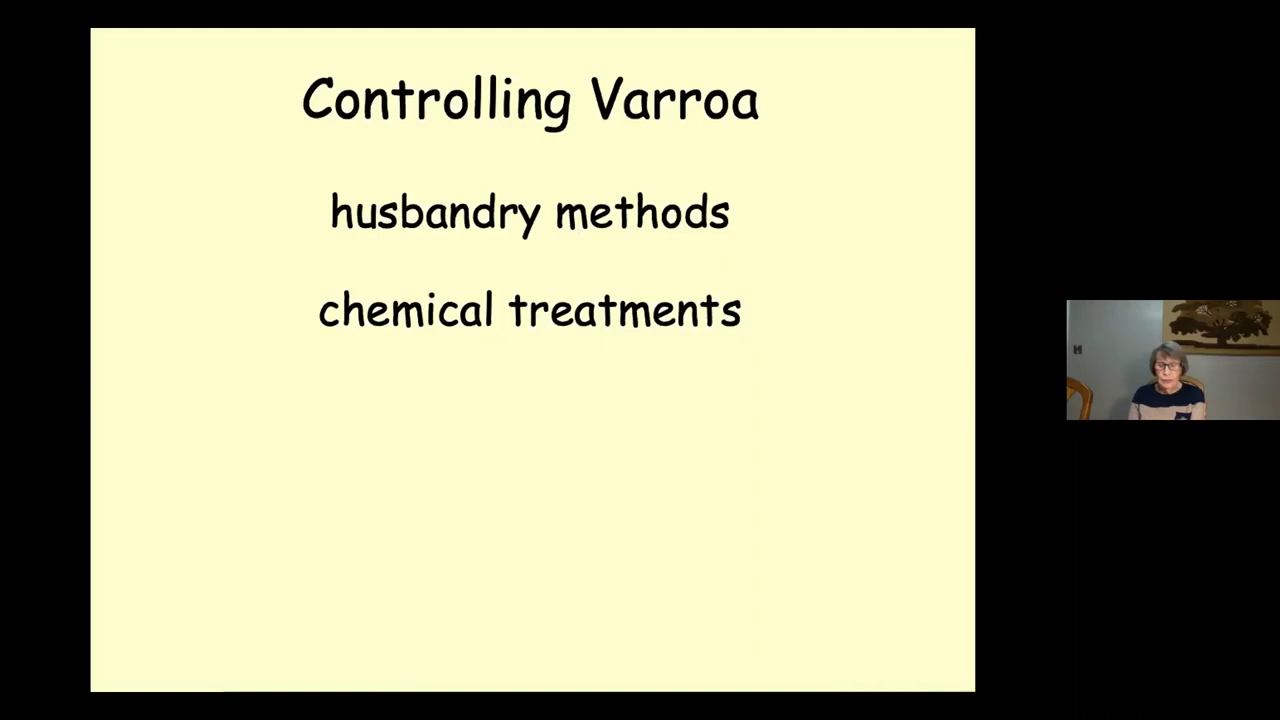 Controlling Varroa
husbandry methods
chemical treatments